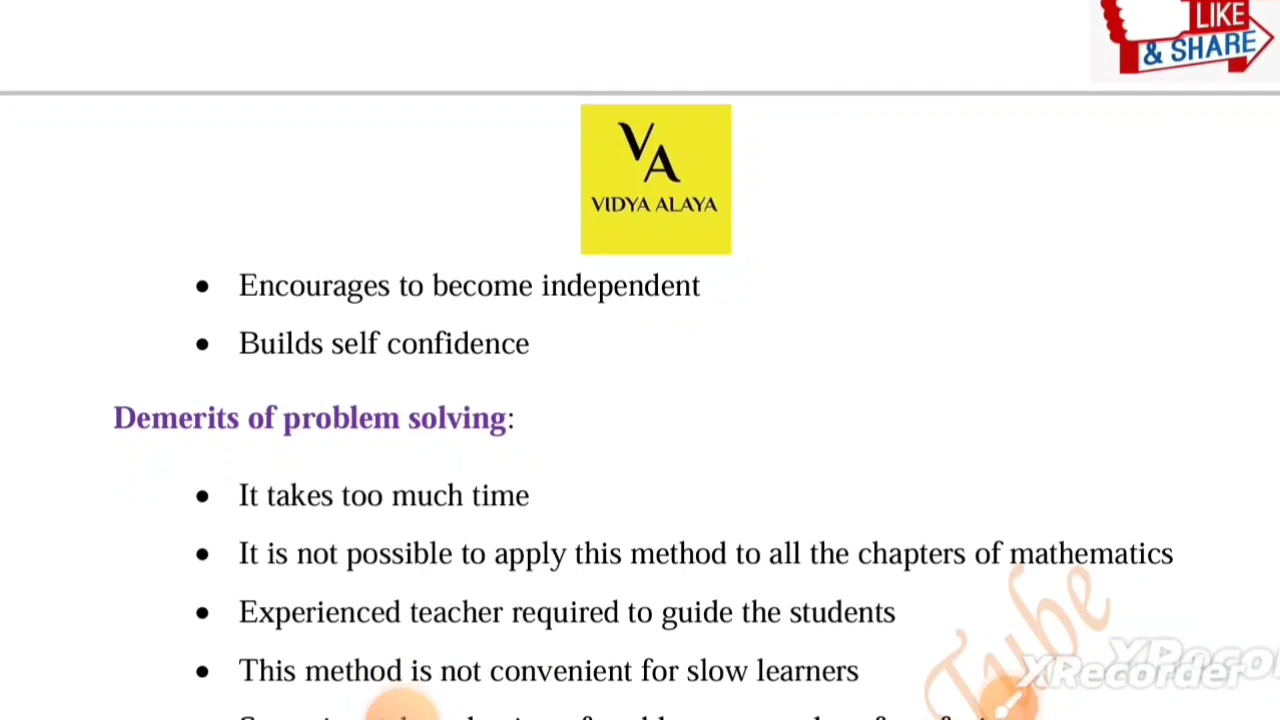 LIKE
& SHARE
VA
VIDYA ALAYA
• Encourages to become independent
• Builds self confidence
Demerits of problem solving:
• It takes too much time
• It is not possible to apply this method to all the chapters of mathematics
• Experienced teacher required to guide the students
• This method is not convenient for slow learners
Tube
XRecorder